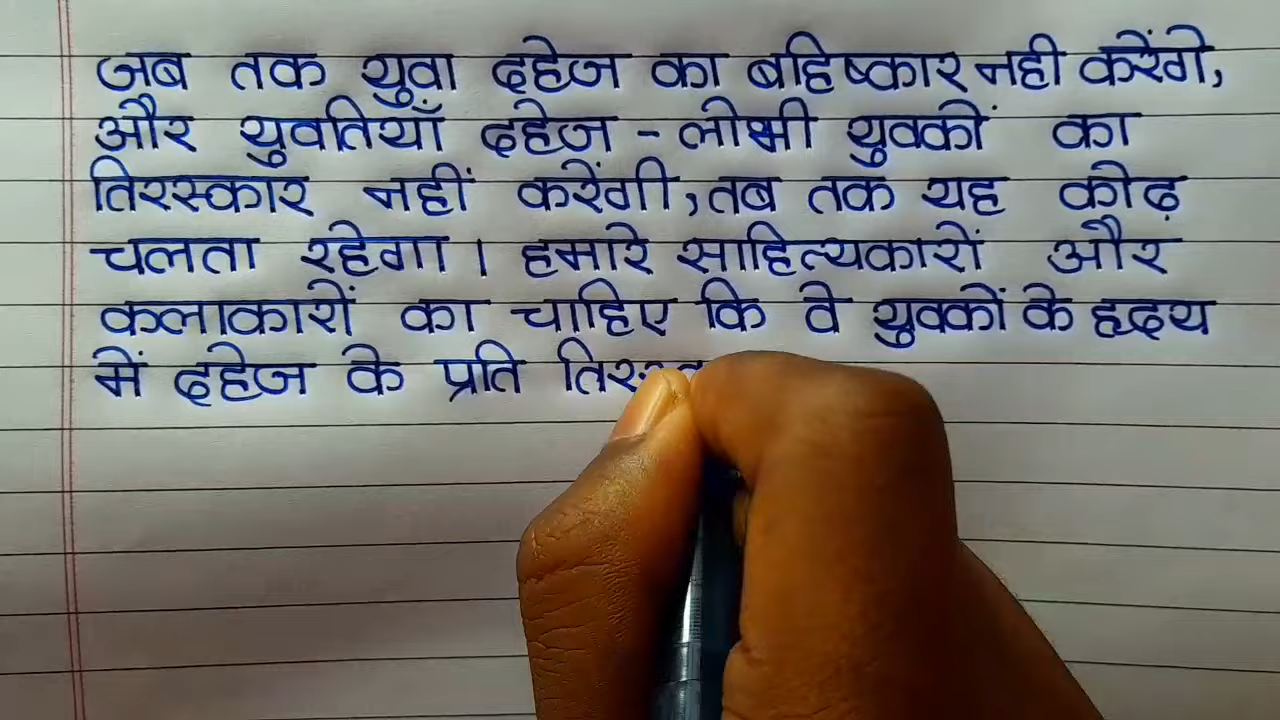 जब तक युवा दहेज का बहिष्कार नही करेंगे,
और युवतियाँ दहेज - लोभी युवकों का
तिरस्कार नहीं करेंगी, तब तक यह कोढ़
चलता रहेगा । हमारे साहित्यकारों और
कलाकारों का चाहिए कि वे युवकों के हृदय
में दहेज के प्रति